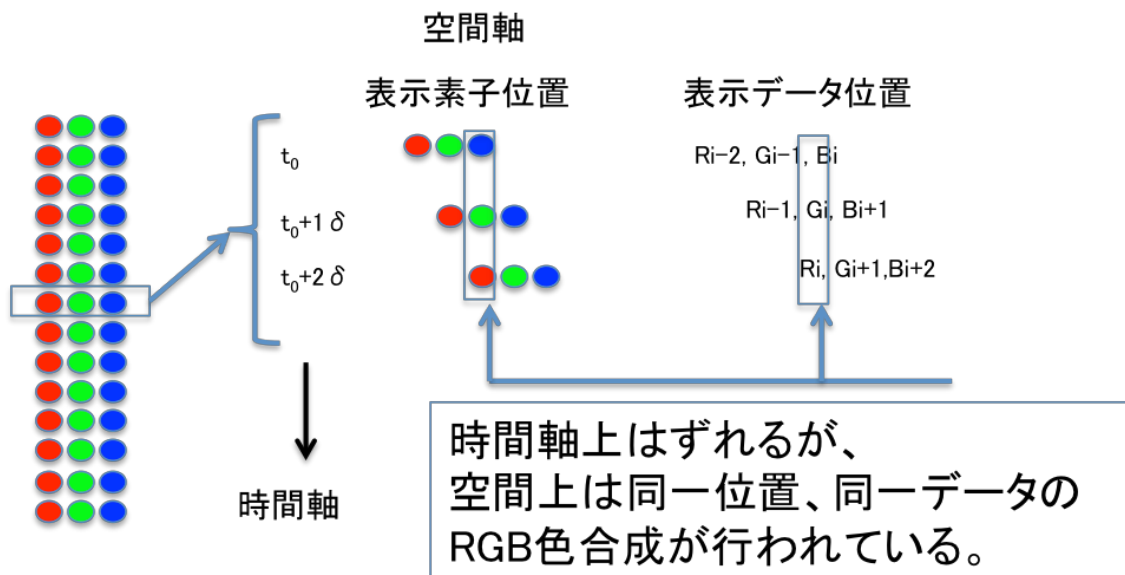 空間軸
表示素子位置
表示データ位置
t₀
t₀+1δ
t₀+2δ
Ri−2, Gi−1, Bi
Ri−1, Gi, Bi+1
Ri, Gi+1,Bi+2
時間軸
時間軸上はずれるが、
空間上は同一位置、同一データの
RGB色合成が行われている。